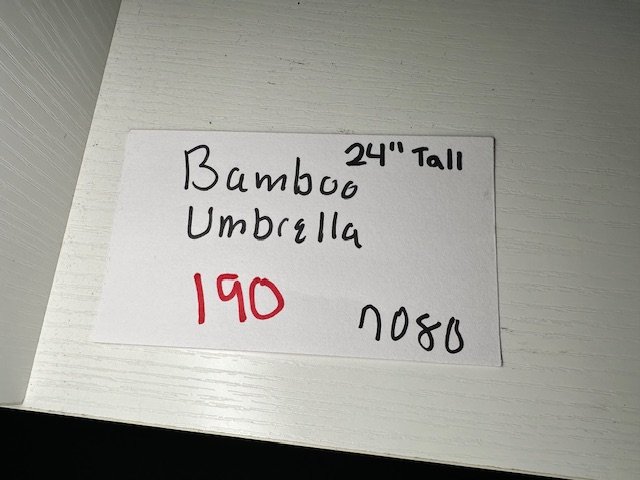 24" Tall
Bamboo
Umbrella
190
7080